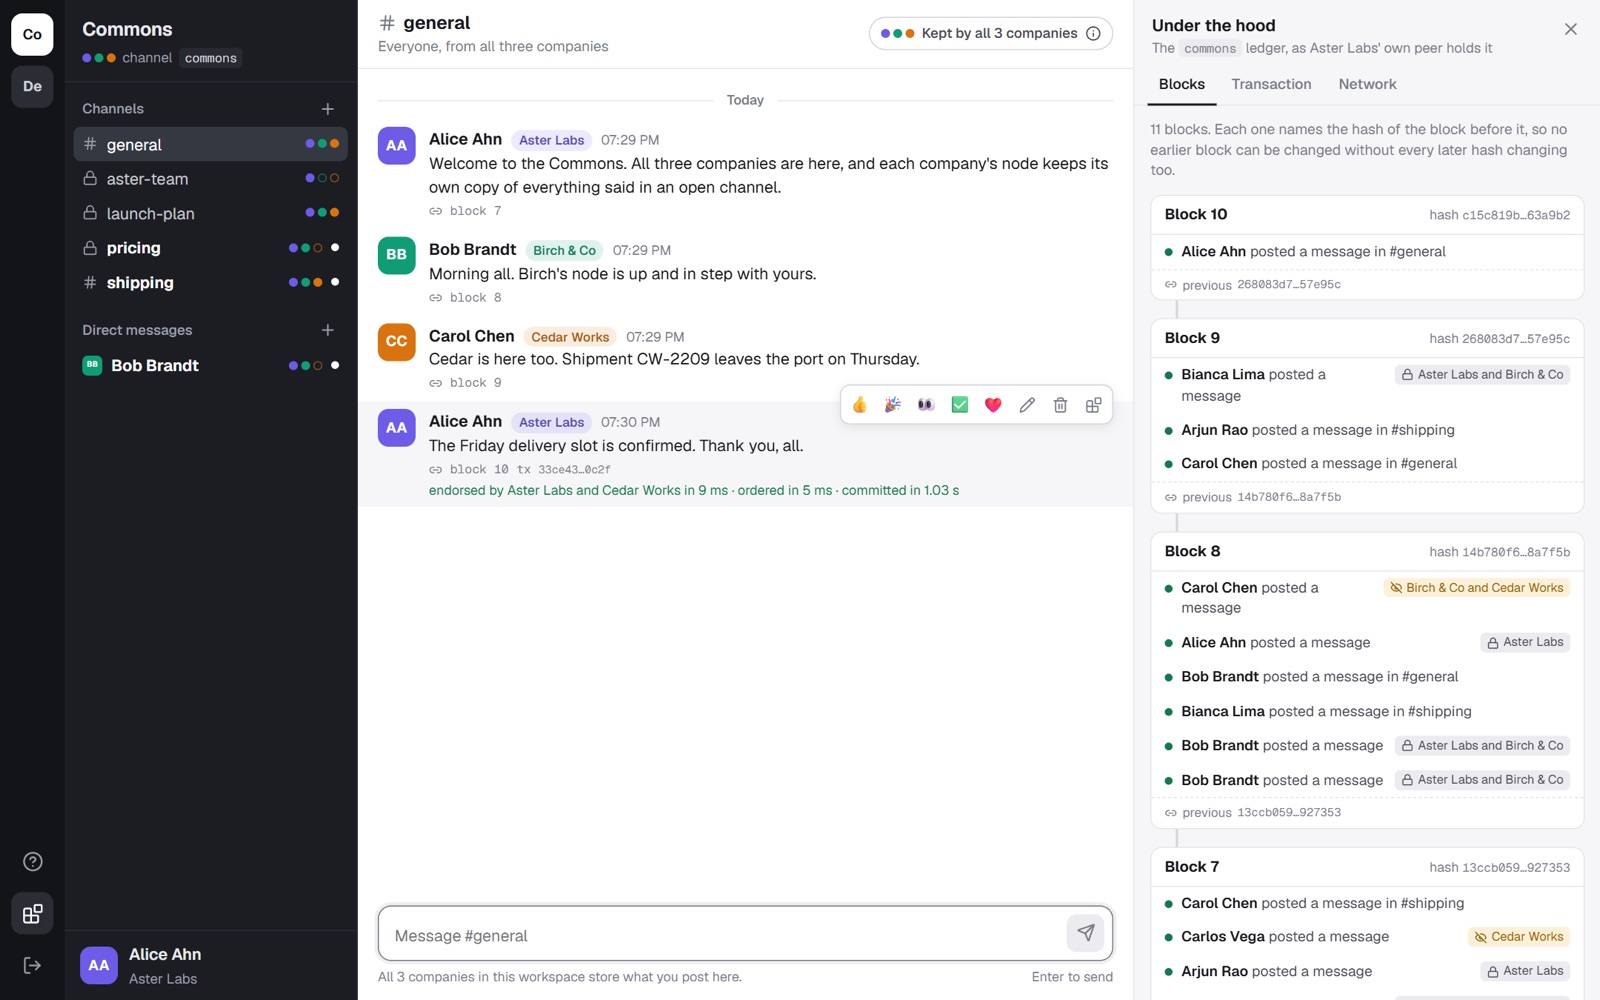 Co
De
Commons
channel commons
Channels
general
aster-team
launch-plan
pricing
shipping
Direct messages
BB Bob Brandt
AA Alice Ahn
Aster Labs
# general
Everyone, from all three companies
Kept by all 3 companies
Today
AA Alice Ahn Aster Labs 07:29 PM
Welcome to the Commons. All three companies are here, and each company's node keeps its
own copy of everything said in an open channel.
block 7
BB Bob Brandt Birch & Co 07:29 PM
Morning all. Birch's node is up and in step with yours.
block 8
CC Carol Chen Cedar Works 07:29 PM
Cedar is here too. Shipment CW-2209 leaves the port on Thursday.
block 9
AA Alice Ahn Aster Labs 07:30 PM
The Friday delivery slot is confirmed. Thank you, all.
block 10 tx 33ce43…0c2f
endorsed by Aster Labs and Cedar Works in 9 ms · ordered in 5 ms · committed in 1.03 s
Message #general
All 3 companies in this workspace store what you post here.
Enter to send
Under the hood
The commons ledger, as Aster Labs' own peer holds it
Blocks Transaction Network
11 blocks. Each one names the hash of the block before it, so no
earlier block can be changed without every later hash changing
too.
Block 10 hash c15c819b…63a9b2
Alice Ahn posted a message in #general
previous 268083d7…57e95c
Block 9 hash 268083d7…57e95c
Bianca Lima posted a Aster Labs and Birch & Co
message
Arjun Rao posted a message in #shipping
Carol Chen posted a message in #general
previous 14b780f6…8a7f5b
Block 8 hash 14b780f6…8a7f5b
Carol Chen posted a Birch & Co and Cedar Works
message
Alice Ahn posted a message Aster Labs
Bob Brandt posted a message in #general
Bianca Lima posted a message in #shipping
Bob Brandt posted a message Aster Labs and Birch & Co
Bob Brandt posted a message Aster Labs and Birch & Co
previous 13ccb059…927353
Block 7 hash 13ccb059…927353
Carol Chen posted a message in #shipping
Carlos Vega posted a message Cedar Works
Arjun Rao posted a message Aster Labs